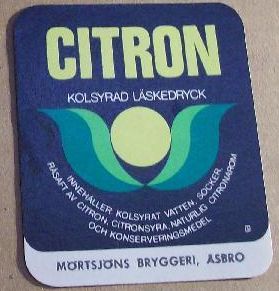 CITRON
KOLSYRAD LÄSKEDRYCK
INNEHÅLLER KOLSYRAT VATTEN, SOCKER,
RÅSAFT AV CITRON, CITRONSYRA, NATURLIG CITRONAROM
OCH KONSERVERINGSMEDEL
MÖRTSJÖNS BRYGGERI, ÅSBRO